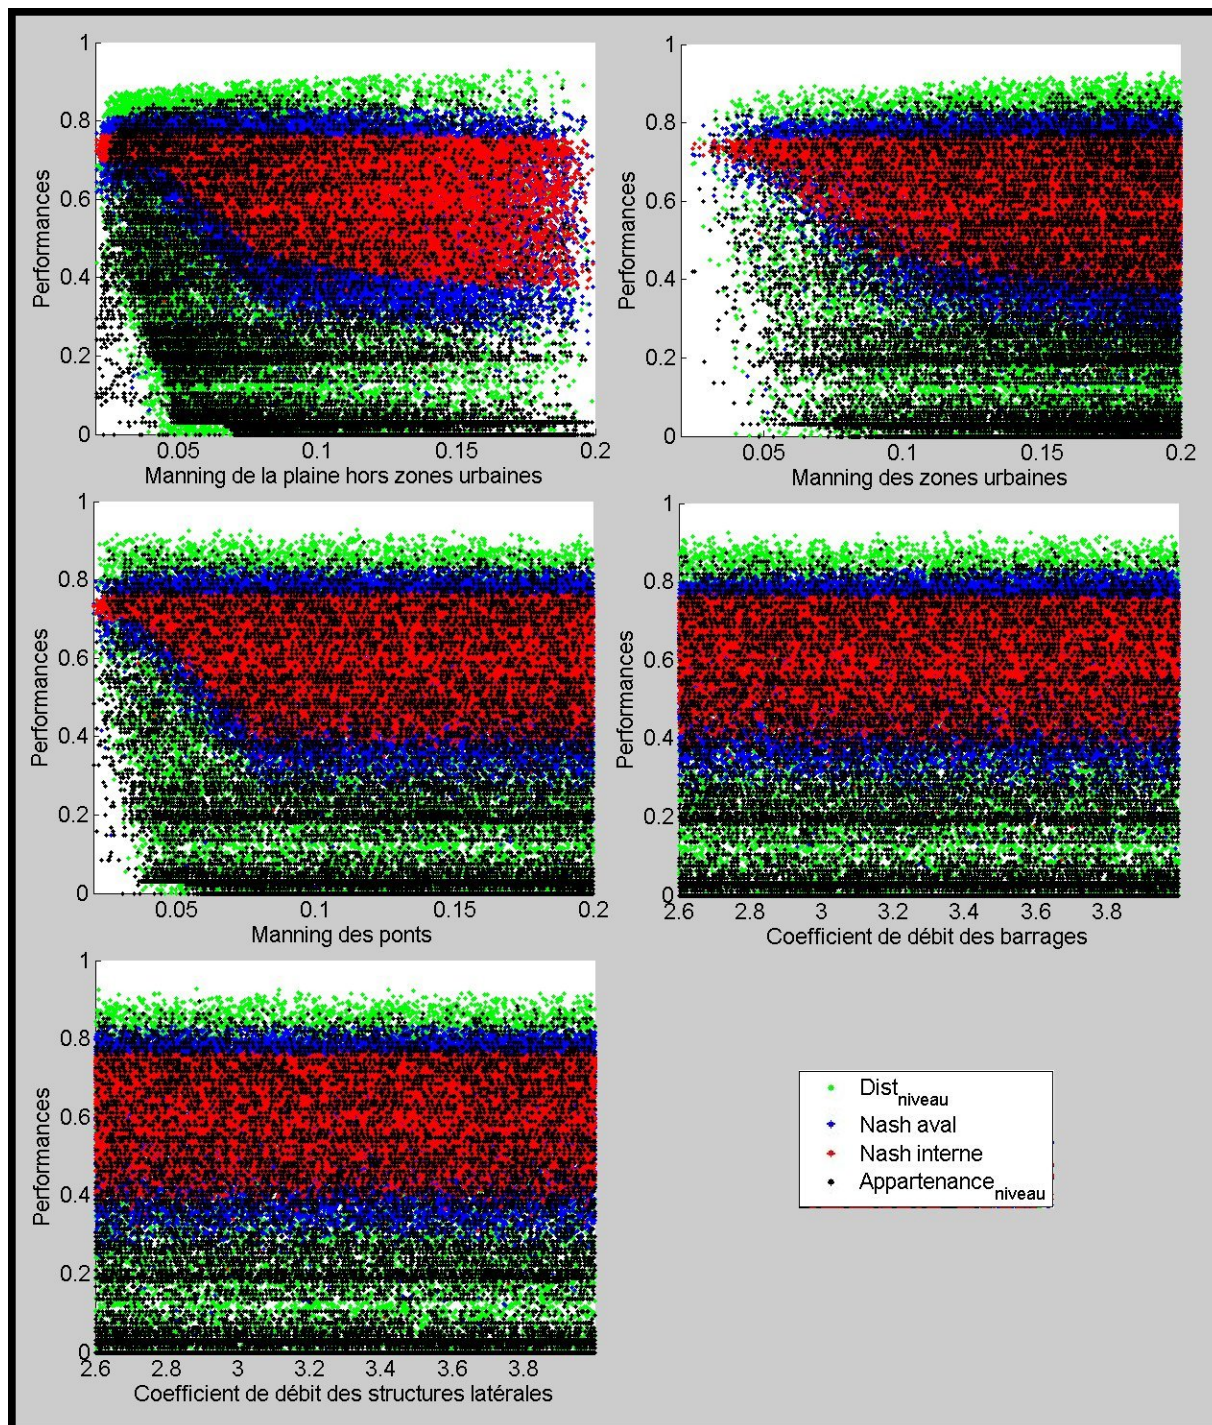 1
0.8
0.6
0.4
0.2
0
Performances
0.05 0.1 0.15 0.2
Manning de la plaine hors zones urbaines
1
0.8
0.6
0.4
0.2
0
Performances
0.05 0.1 0.15 0.2
Manning des zones urbaines
1
0.8
0.6
0.4
0.2
0
Performances
0.05 0.1 0.15 0.2
Manning des ponts
1
0.8
0.6
0.4
0.2
0
Performances
2.6 2.8 3 3.2 3.4 3.6 3.8
Coefficient de débit des barrages
1
0.8
0.6
0.4
0.2
0
Performances
2.6 2.8 3 3.2 3.4 3.6 3.8
Coefficient de débit des structures latérales
Dist niveau
Nash aval
Nash interne
Appartenance niveau